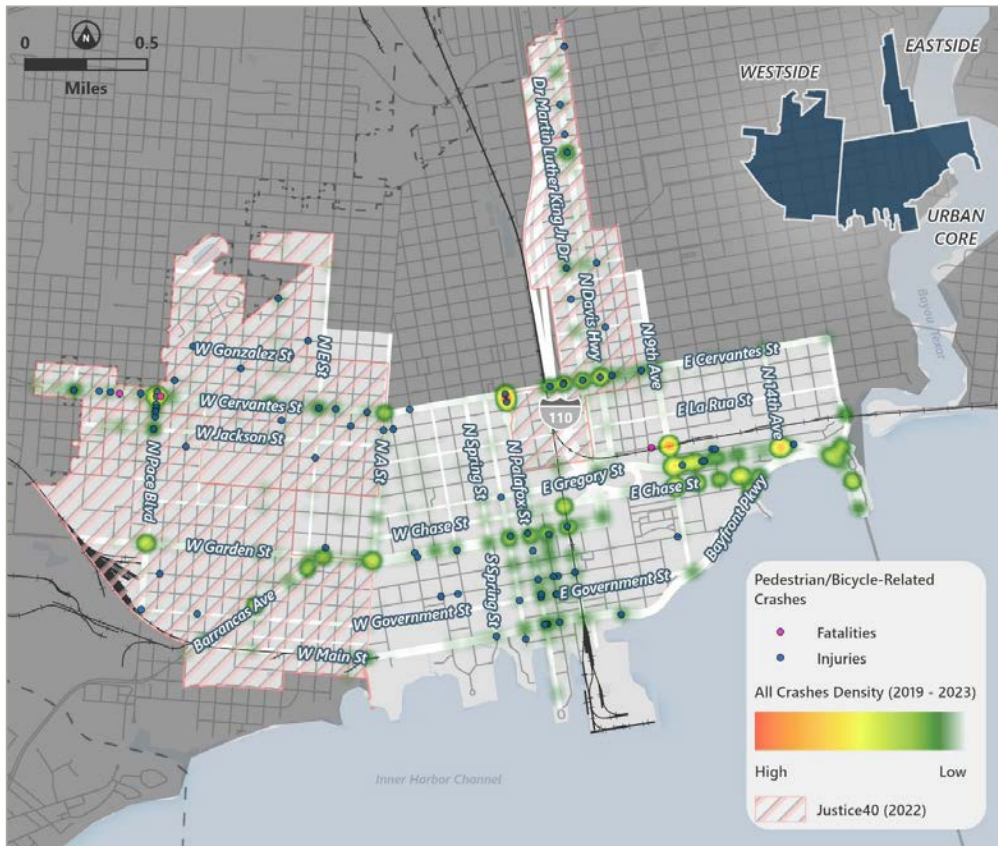 0 N 0.5
Miles
WESTSIDE
EASTSIDE
URBAN
CORE
Dr Martin Luther King Jr Dr
N Davis Hwy
N 9th Ave
E Cervantes St
N 14th Ave
Bayou Texar
W Gonzalez St
N E St
W Cervantes St
W Jackson St
N Pace Blvd
N A St
N Spring St
N Palafox St
110
E La Rua St
E Gregory St
E Chase St
Bayfront Pkwy
W Chase St
W Garden St
Barrancas Ave
W Government St
S Spring St
E Government St
W Main St
Inner Harbor Channel
Pedestrian/Bicycle-Related
Crashes
Fatalities
Injuries
All Crashes Density (2019 - 2023)
High Low
Justice40 (2022)